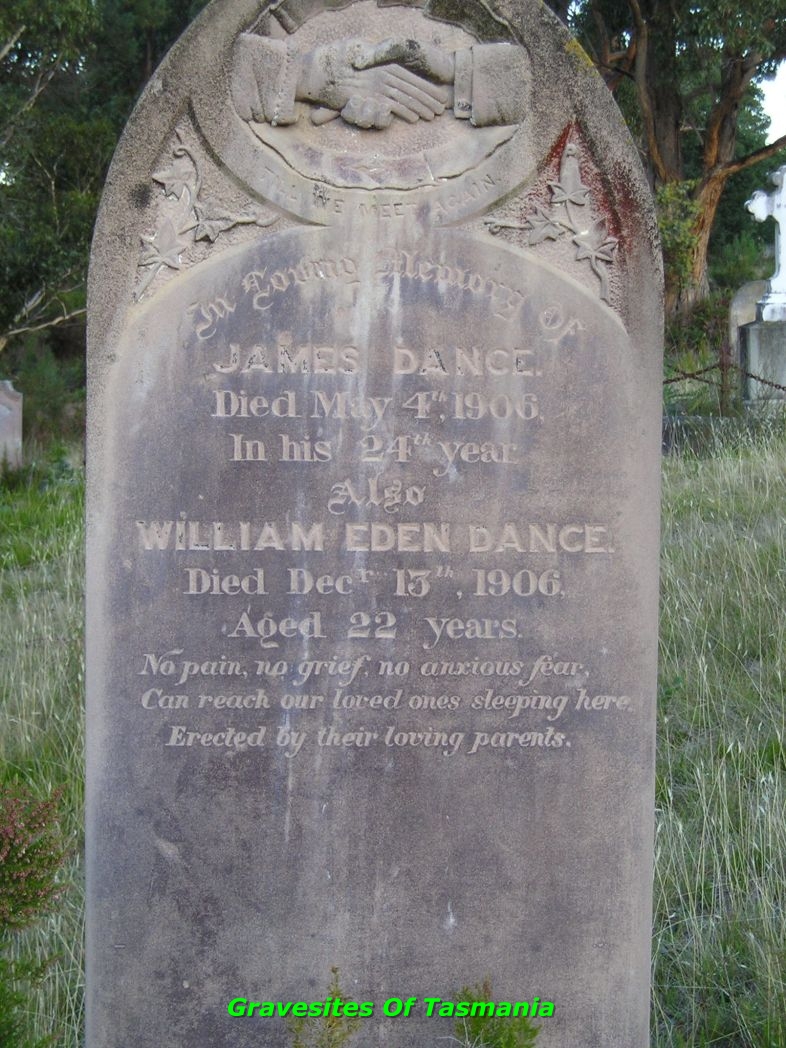 TILL WE MEET AGAIN
In Loving Memory Of
JAMES DANCE.
Died May 4th, 1906,
In his 24th year
Also
WILLIAM EDEN DANCE.
Died Decr 13th, 1906,
Aged 22 years.
No pain, no grief, no anxious fear,
Can reach our loved ones sleeping here.
Erected by their loving parents.
Gravesites Of Tasmania